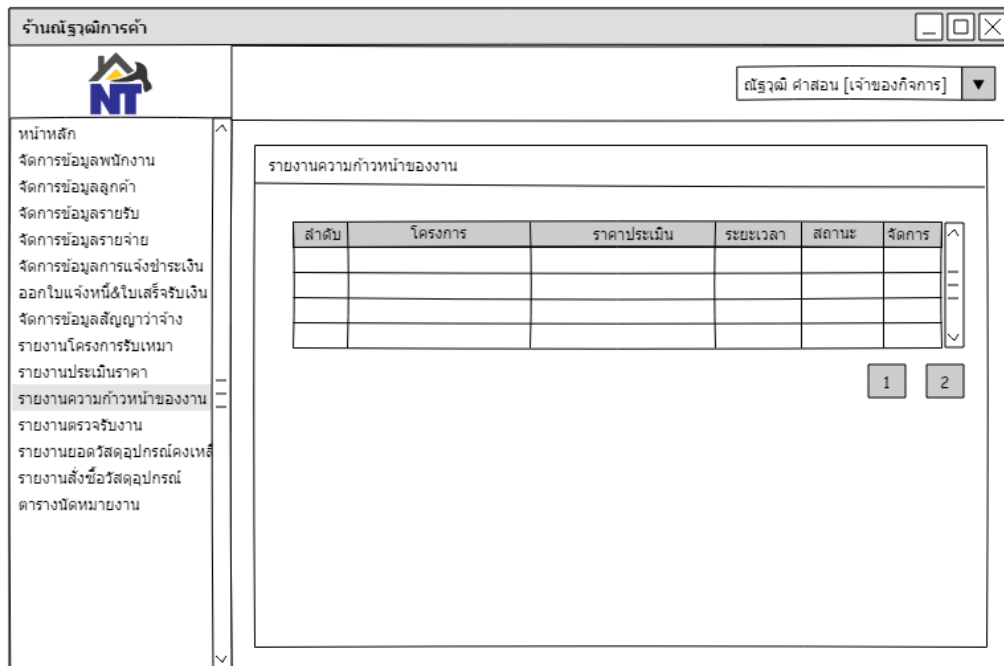 ร้านณัฐวุฒิการค้า
NT
ณัฐวุฒิ คำสอน [เจ้าของกิจการ]
หน้าหลัก
จัดการข้อมูลพนักงาน
จัดการข้อมูลลูกค้า
จัดการข้อมูลรายรับ
จัดการข้อมูลรายจ่าย
จัดการข้อมูลการแจ้งชำระเงิน
ออกใบแจ้งหนี้&ใบเสร็จรับเงิน
จัดการข้อมูลสัญญาว่าจ้าง
รายงานโครงการรับเหมา
รายงานประเมินราคา
รายงานความก้าวหน้าของงาน
รายงานตรวจรับงาน
รายงานยอดวัสดุอุปกรณ์คงเหลื
รายงานสั่งซื้อวัสดุอุปกรณ์
ตารางนัดหมายงาน
รายงานความก้าวหน้าของงาน
ลำดับ โครงการ ราคาประเมิน ระยะเวลา สถานะ จัดการ
1 2